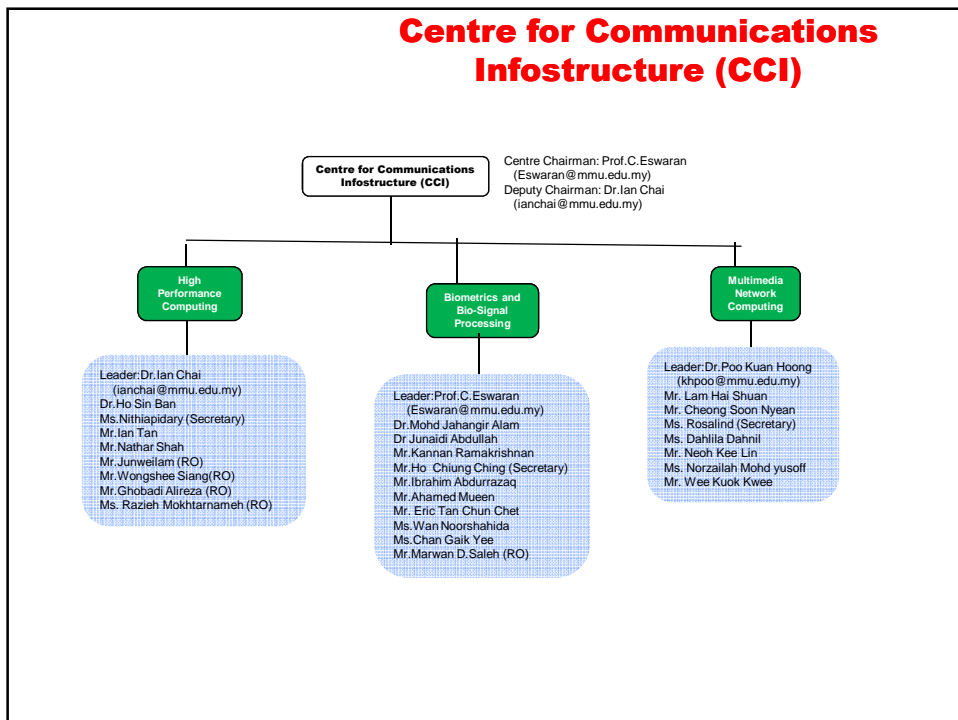 Centre for Communications
Infostructure (CCI)
Centre for Communications
Infostructure (CCI)
Centre Chairman: Prof.C.Eswaran
(Eswaran@mmu.edu.my)
Deputy Chairman: Dr.Ian Chai
(ianchai@mmu.edu.my)
High
Performance
Computing
Biometrics and
Bio-Signal
Processing
Multimedia
Network
Computing
Leader:Dr.Ian Chai
(ianchai@mmu.edu.my)
Dr.Ho Sin Ban
Ms.Nithiapidary (Secretary)
Mr.Ian Tan
Mr.Nathar Shah
Mr.Junweilam (RO)
Mr.Wongshee Siang(RO)
Mr.Ghobadi Alireza (RO)
Ms. Razieh Mokhtarnameh (RO)
Leader:Prof.C.Eswaran
(Eswaran@mmu.edu.my)
Dr.Mohd Jahangir Alam
Dr Junaidi Abdullah
Mr.Kannan Ramakrishnan
Mr.Ho Chiung Ching (Secretary)
Mr.Ibrahim Abdurrazaq
Mr.Ahamed Mueen
Mr. Eric Tan Chun Chet
Ms.Wan Noorshahida
Ms.Chan Gaik Yee
Mr.Marwan D.Saleh (RO)
Leader:Dr.Poo Kuan Hoong
(khpoo@mmu.edu.my)
Mr. Lam Hai Shuan
Mr. Cheong Soon Nyean
Ms. Rosalind (Secretary)
Ms. Dahlila Dahnil
Mr. Neoh Kee Lin
Ms. Norzailah Mohd yusoff
Mr. Wee Kuok Kwee